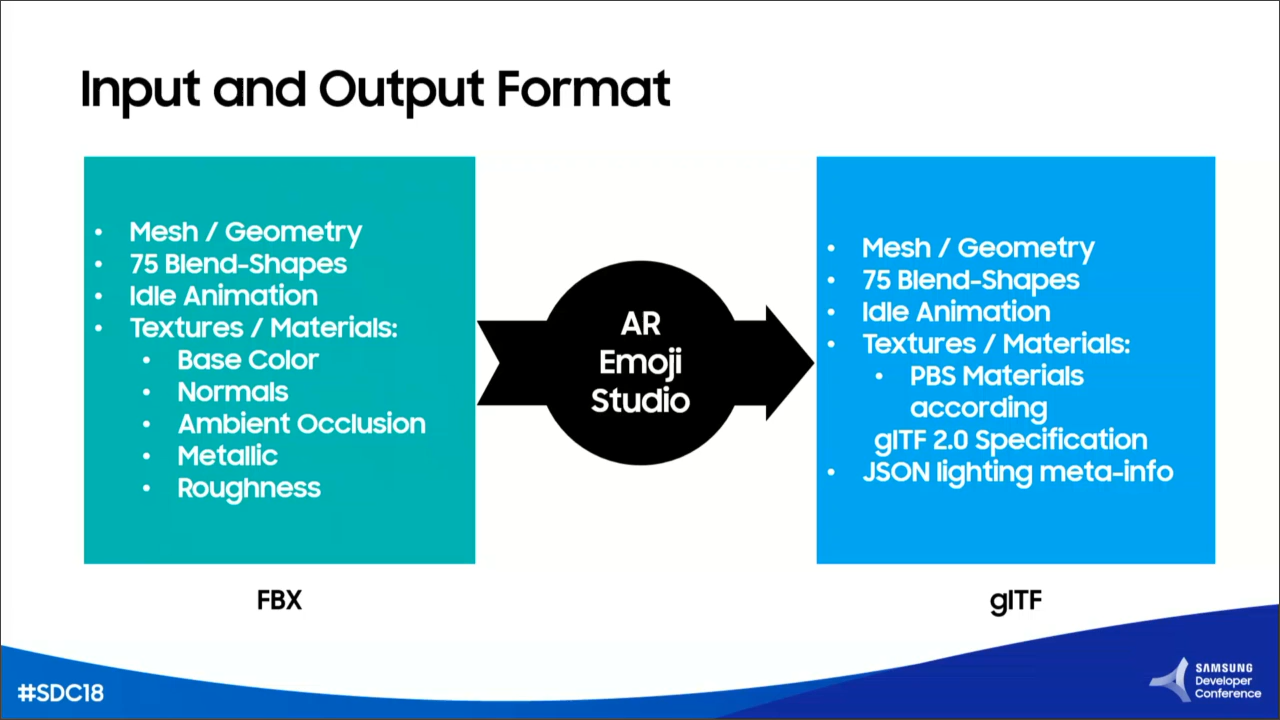 Input and Output Format
• Mesh / Geometry
• 75 Blend-Shapes
• Idle Animation
• Textures / Materials:
• Base Color
• Normals
• Ambient Occlusion
• Metallic
• Roughness
FBX
AR
Emoji
Studio
• Mesh / Geometry
• 75 Blend-Shapes
• Idle Animation
• Textures / Materials:
• PBS Materials
according
glTF 2.0 Specification
• JSON lighting meta-info
glTF
#SDC18
SAMSUNG
Developer
Conference